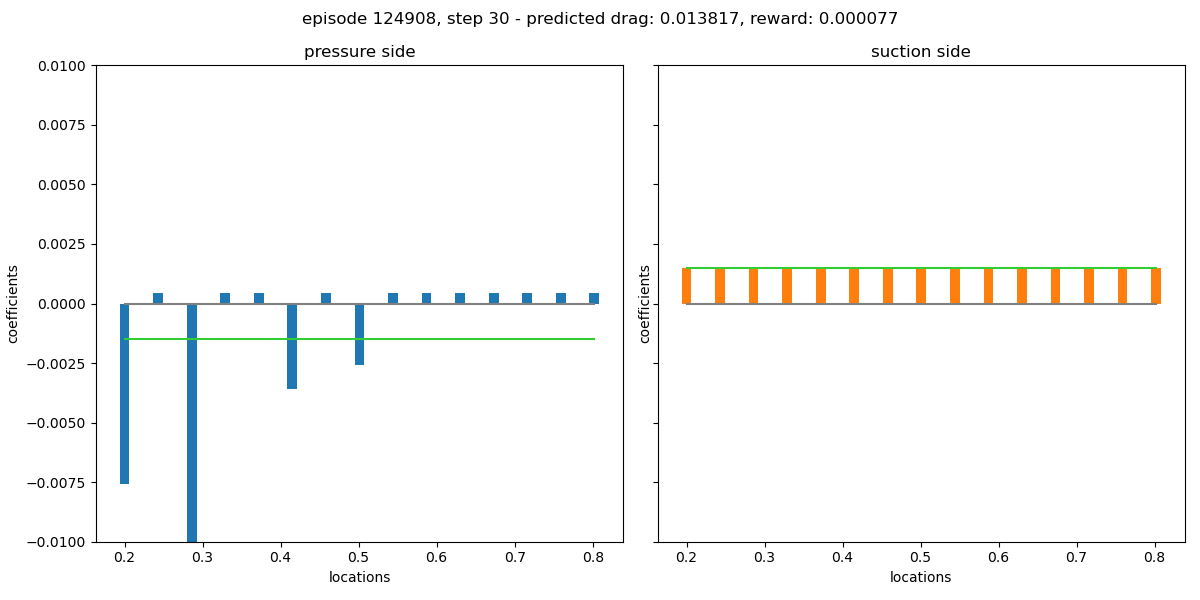 episode 124908, step 30 - predicted drag: 0.013817, reward: 0.000077
pressure side
suction side
0.0100
0.0075
0.0050
0.0025
0.0000
−0.0025
−0.0050
−0.0075
−0.0100
coefficients
coefficients
0.2 0.3 0.4 0.5 0.6 0.7 0.8
0.2 0.3 0.4 0.5 0.6 0.7 0.8
locations
locations